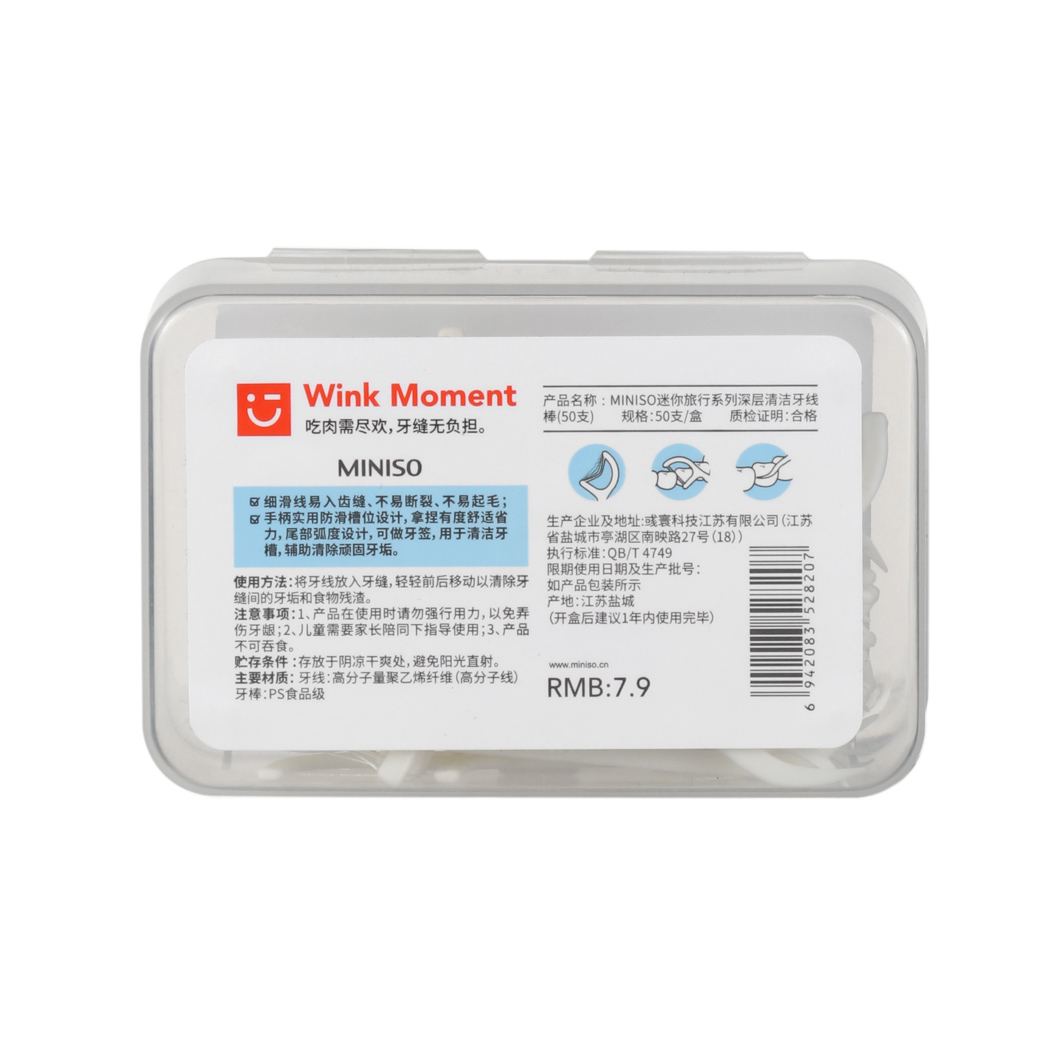 Wink Moment
吃肉需尽欢,牙缝无负担。
MINISO
细滑线易入齿缝、不易断裂、不易起毛;
手柄实用防滑槽位设计,拿捏有度舒适省
力,尾部弧度设计,可做牙签,用于清洁牙
槽,辅助清除顽固牙垢。
使用方法:将牙线放入牙缝,轻轻前后移动以清除牙
缝间的牙垢和食物残渣。
注意事项:1、产品在使用时请勿强行用力,以免弄
伤牙龈;2、儿童需要家长陪同下指导使用;3、产品
不可吞食。
贮存条件:存放于阴凉干爽处,避免阳光直射。
主要材质:牙线:高分子量聚乙烯纤维(高分子线)
牙棒:PS食品级
产品名称:MINISO迷你旅行系列深层清洁牙线
棒(50支) 规格:50支/盒 质检证明:合格
生产企业及地址:彧寰科技江苏有限公司(江苏
省盐城市亭湖区南映路27号(18))
执行标准:QB/T 4749
限期使用日期及生产批号:
如产品包装所示
产地:江苏盐城
(开盒后建议1年内使用完毕)
www.miniso.cn
RMB:7.9
6 942083 528207